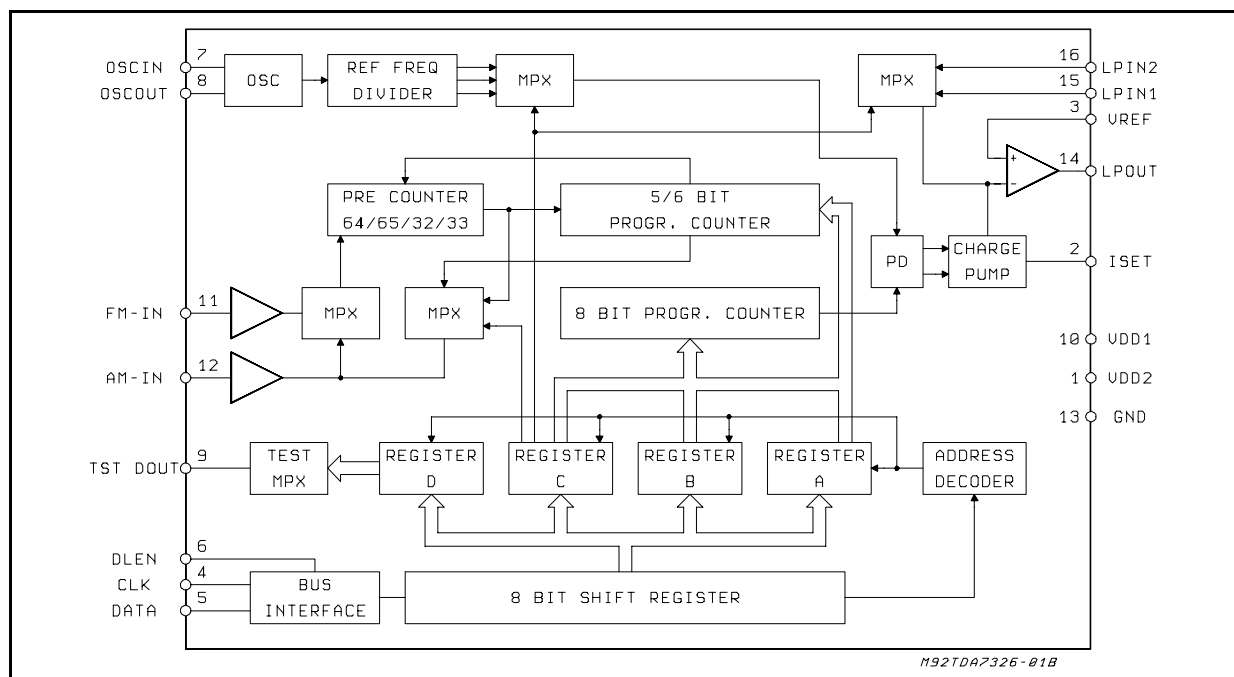 7
OSCIN
8
OSCOUT
OSC
REF FREQ
DIVIDER
MPX
MPX
16
LPIN2
15
LPIN1
3
VREF
+
-
14
LPOUT
PRE COUNTER
64/65/32/33
5/6 BIT
PROGR. COUNTER
PD
CHARGE
PUMP
2
ISET
11
FM-IN
MPX
MPX
8 BIT PROGR. COUNTER
10
VDD1
12
AM-IN
1
VDD2
13
GND
9
TST DOUT
TEST
MPX
REGISTER
D
REGISTER
C
REGISTER
B
REGISTER
A
ADDRESS
DECODER
6
DLEN
4
CLK
5
DATA
BUS
INTERFACE
8 BIT SHIFT REGISTER
M92TDA7326-01B